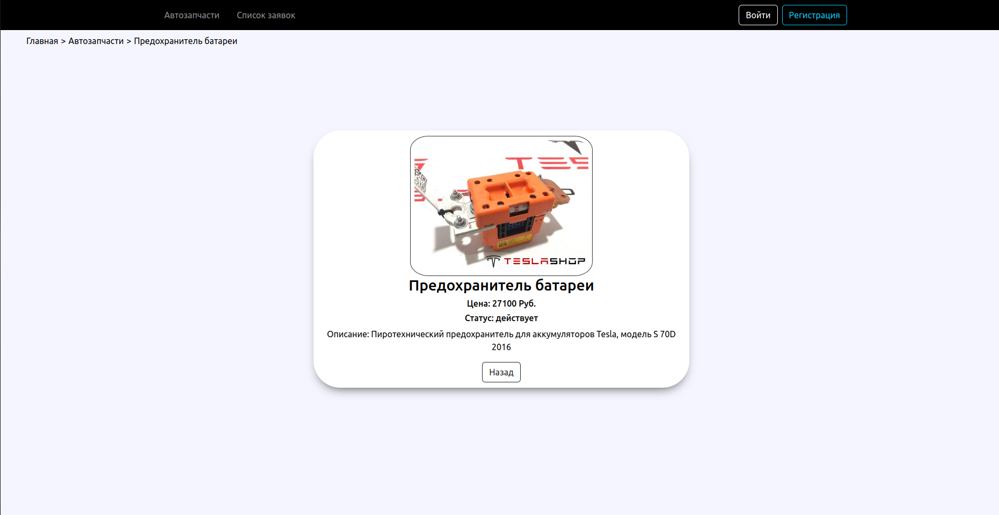 Автозапчасти Список заявок Войти Регистрация
Главная > Автозапчасти > Предохранитель батареи
TES
TESLASHOP
Предохранитель батареи
Цена: 27100 Руб.
Статус: действует
Описание: Пиротехнический предохранитель для аккумуляторов Tesla, модель S 70D
2016
Назад